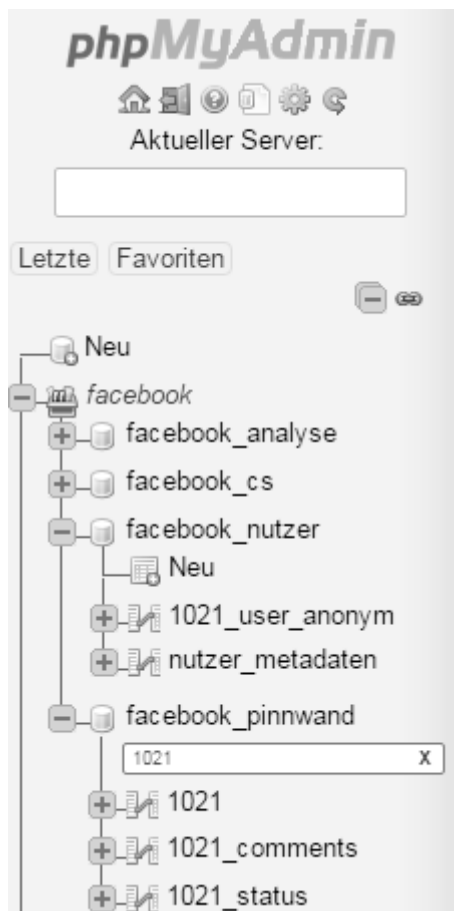 phpMyAdmin
Aktueller Server:
Letzte Favoriten
Neu
facebook
facebook_analyse
facebook_cs
facebook_nutzer
Neu
1021_user_anonym
nutzer_metadaten
facebook_pinnwand
1021 X
1021
1021_comments
1021_status